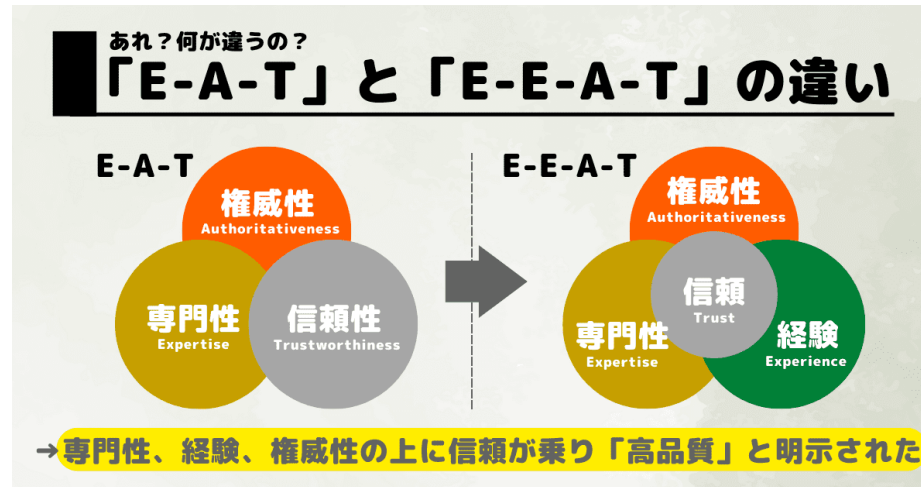 あれ？何が違うの？
「E-A-T」と「E-E-A-T」の違い
E-A-T
権威性
Authoritativeness
専門性
Expertise
信頼性
Trustworthiness
E-E-A-T
権威性
Authoritativeness
信頼
Trust
専門性
Expertise
経験
Experience
→専門性、経験、権威性の上に信頼が乗り「高品質」と明示された